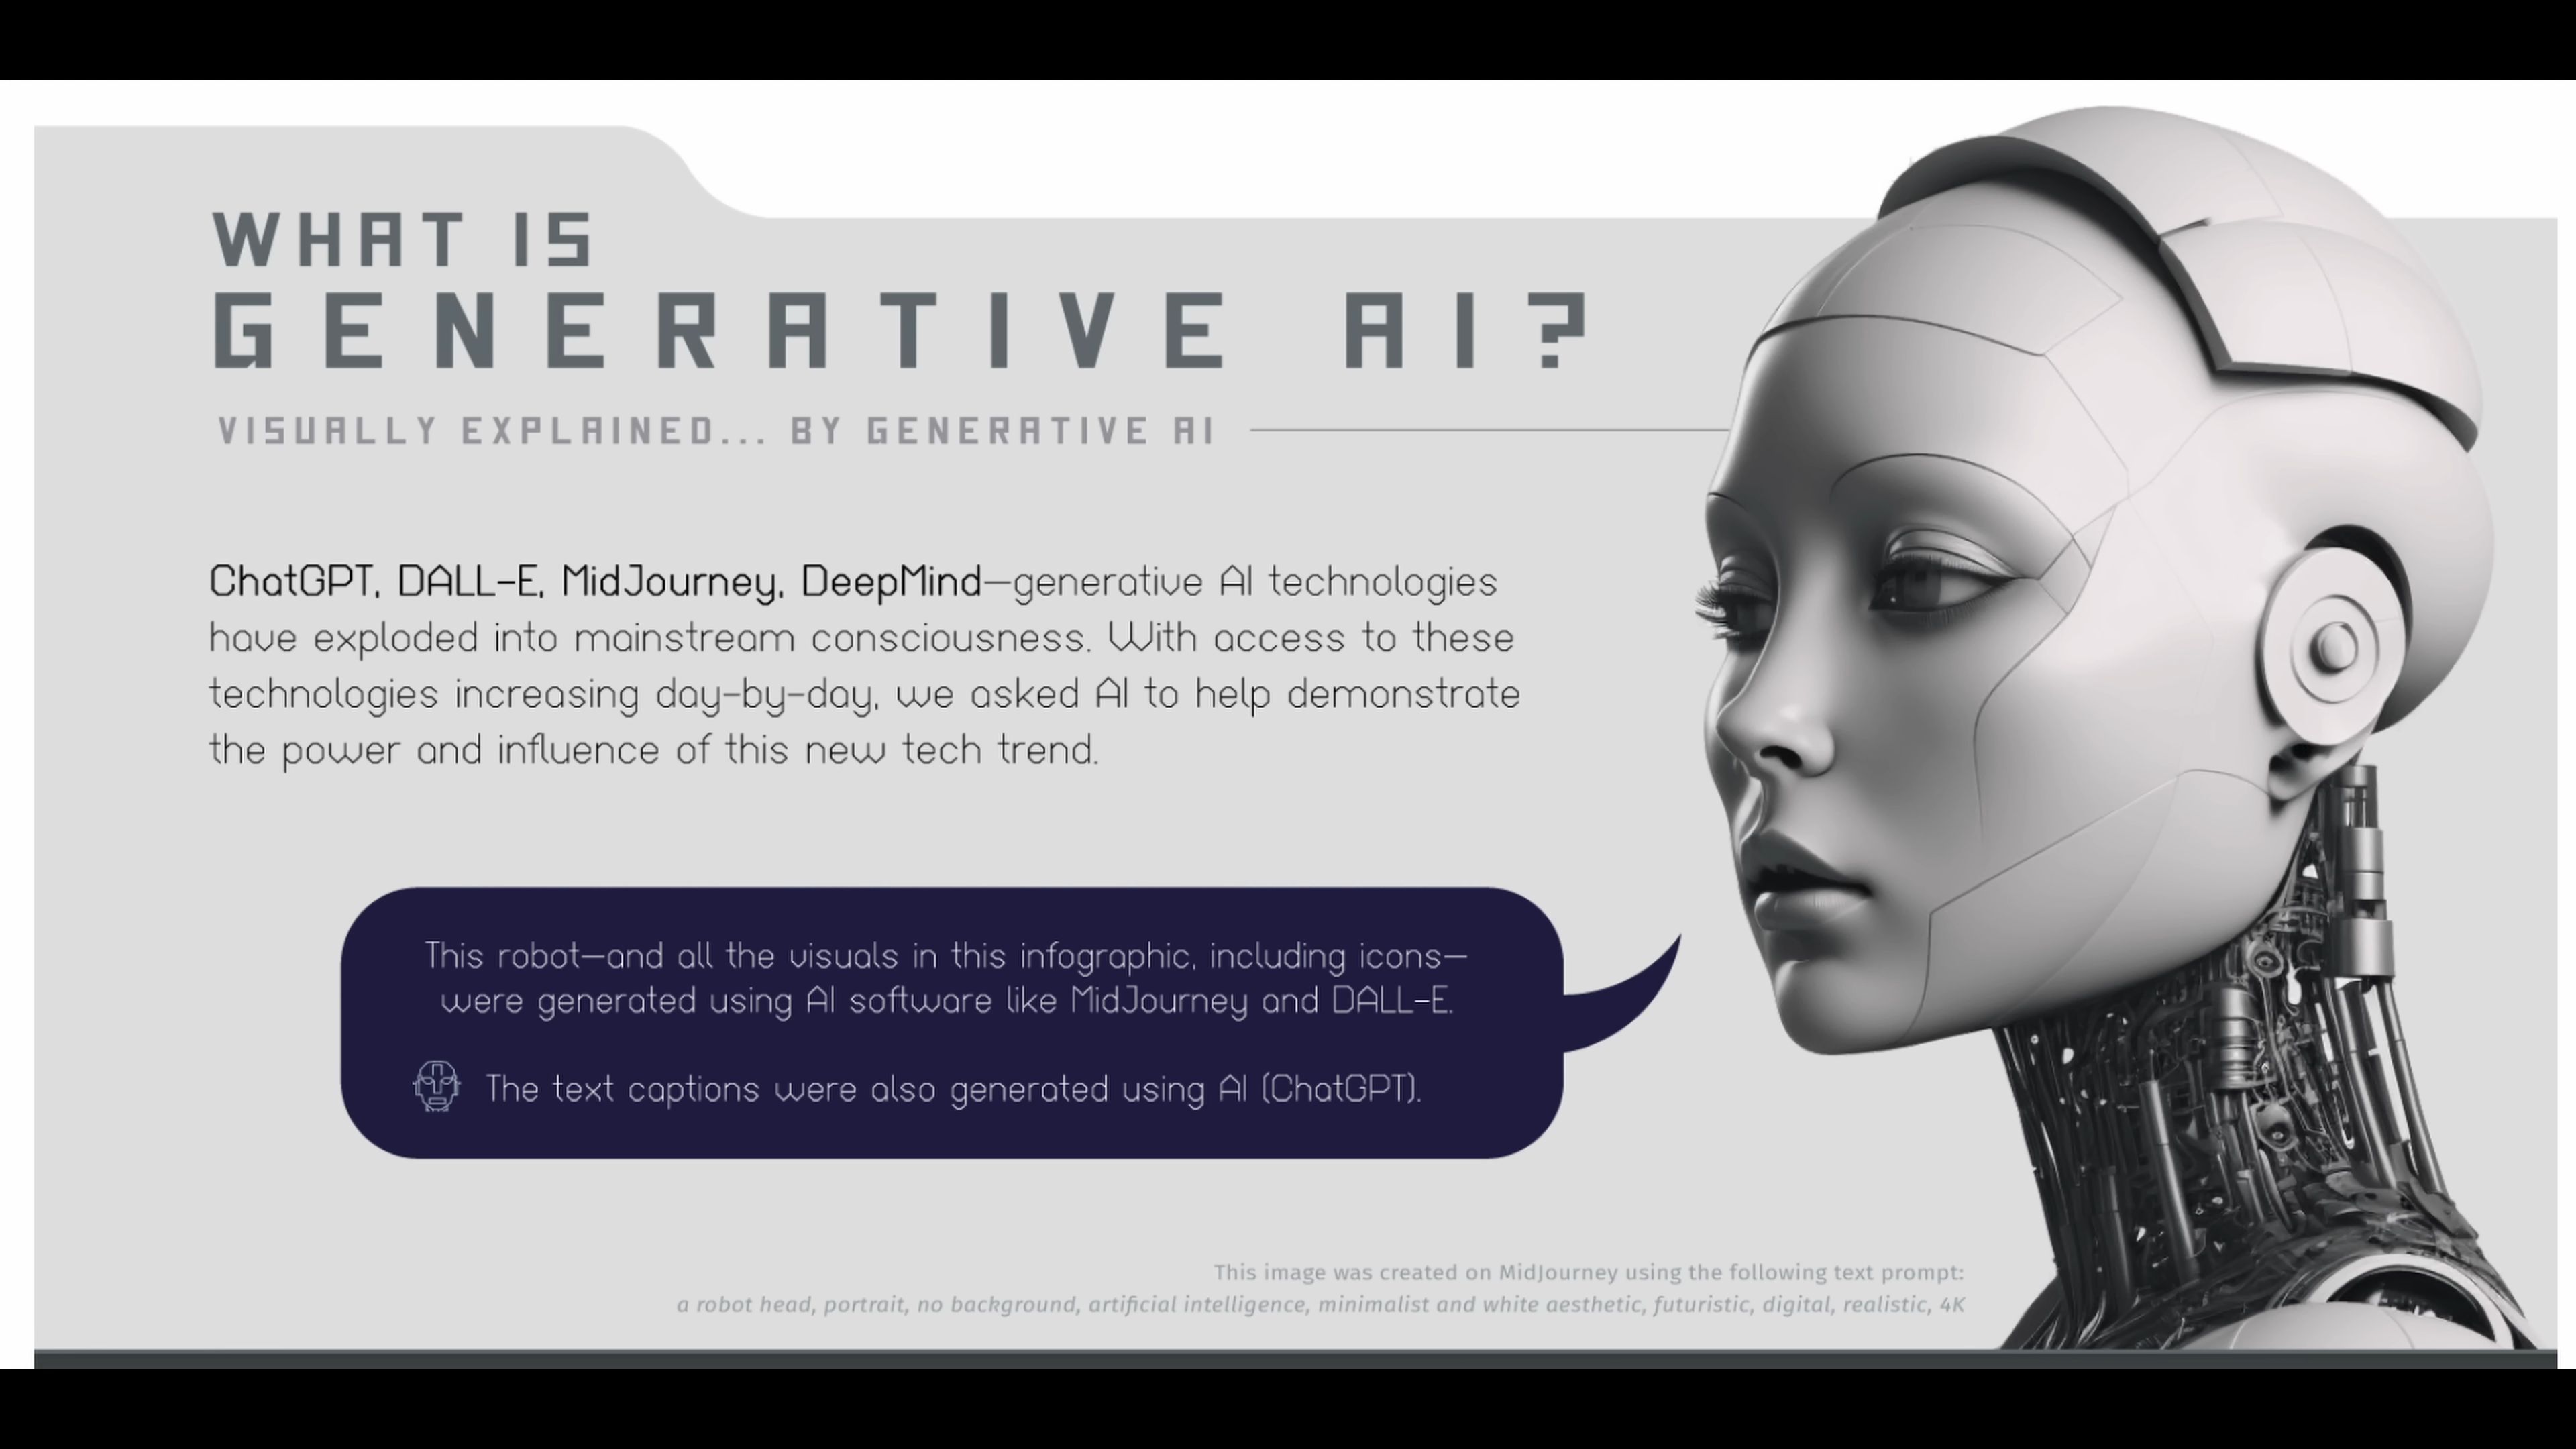 WHAT IS
GENERATIVE AI?
VISUALLY EXPLAINED... BY GENERATIVE AI
ChatGPT, DALL-E, MidJourney, DeepMind—generative AI technologies
have exploded into mainstream consciousness. With access to these
technologies increasing day-by-day, we asked AI to help demonstrate
the power and influence of this new tech trend.
This robot—and all the visuals in this infographic, including icons—
were generated using AI software like MidJourney and DALL-E.
The text captions were also generated using AI (ChatGPT).
This image was created on MidJourney using the following text prompt:
a robot head, portrait, no background, artificial intelligence, minimalist and white aesthetic, futuristic, digital, realistic, 4K